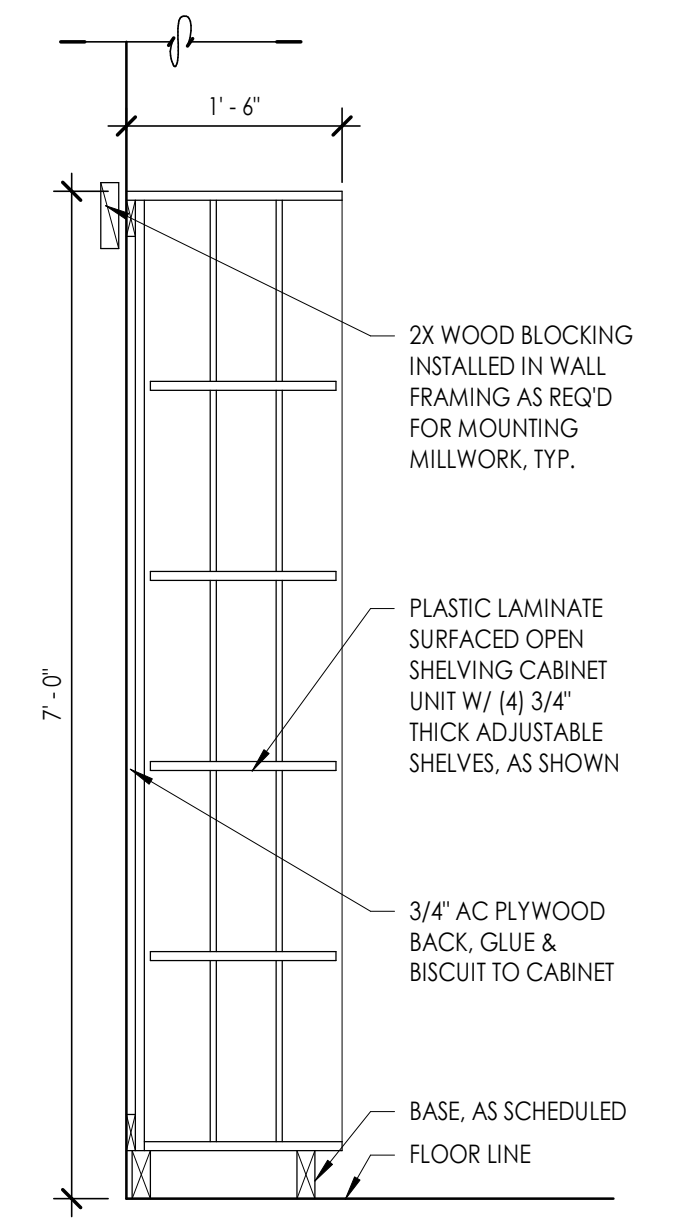 1' - 6"
2X WOOD BLOCKING
INSTALLED IN WALL
FRAMING AS REQ'D
FOR MOUNTING
MILLWORK, TYP.
PLASTIC LAMINATE
SURFACED OPEN
SHELVING CABINET
UNIT W/ (4) 3/4"
THICK ADJUSTABLE
SHELVES, AS SHOWN
7' - 0"
3/4" AC PLYWOOD
BACK, GLUE &
BISCUIT TO CABINET
BASE, AS SCHEDULED
FLOOR LINE